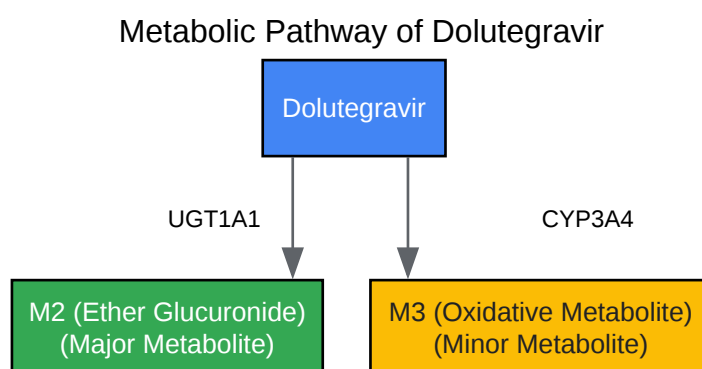 Metabolic Pathway of Dolutegravir
Dolutegravir
UGT1A1
CYP3A4
M2 (Ether Glucuronide)
(Major Metabolite)
M3 (Oxidative Metabolite)
(Minor Metabolite)